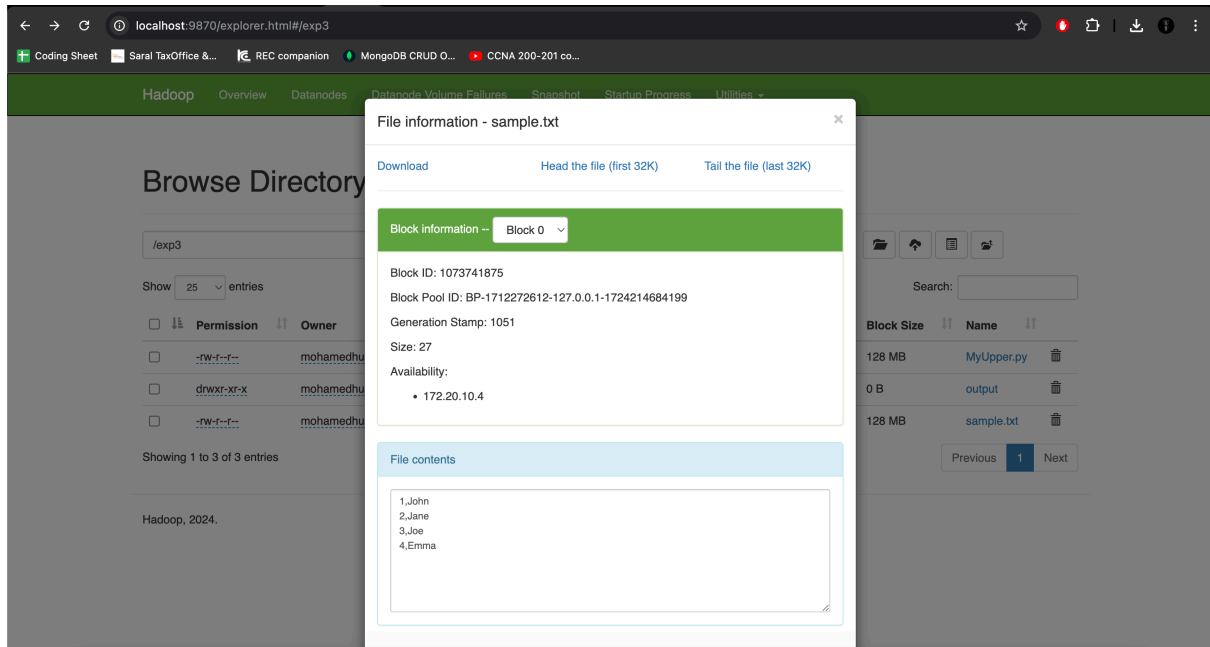 localhost:9870/explorer.html#/exp3
Coding Sheet Saral TaxOffice &... REC companion MongoDB CRUD O... CCNA 200-201 co...
Hadoop Overview Datanodes Datanode Volume Failures Snapshot Startup Progress Utilities
File information - sample.txt ×
Download Head the file (first 32K) Tail the file (last 32K)
Browse Directory
Block information -- Block 0
/exp3
Block ID: 1073741875
Show 25 entries Search:
Block Pool ID: BP-1712272612-127.0.0.1-1724214684199
Generation Stamp: 1051
Permission Owner Block Size Name
Size: 27
-rw-r--r-- mohamedhu 128 MB MyUpper.py
Availability:
drwxr-xr-x mohamedhu 0 B output
• 172.20.10.4
-rw-r--r-- mohamedhu 128 MB sample.txt
Showing 1 to 3 of 3 entries Previous 1 Next
File contents
1,John
2,Jane
3,Joe
4,Emma
Hadoop, 2024.